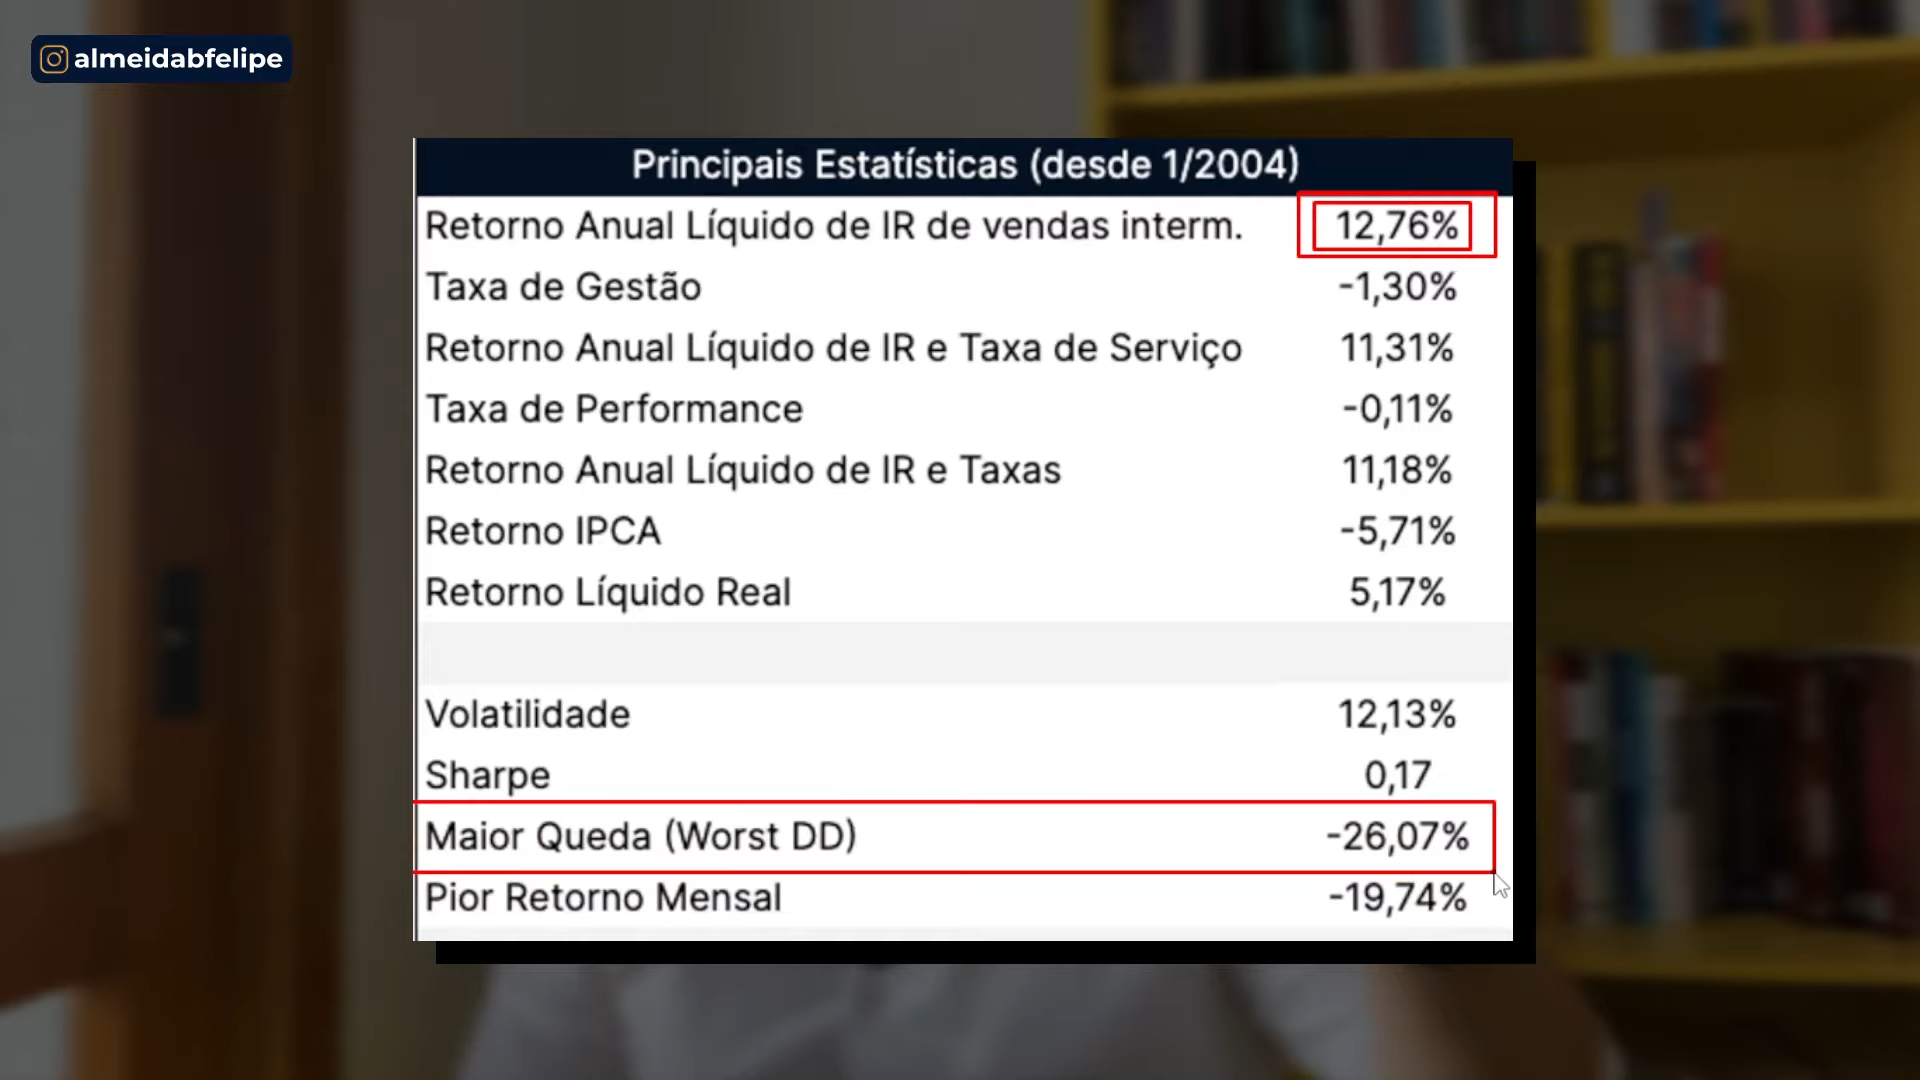 almeidabfelipe
Principais Estatísticas (desde 1/2004)
Retorno Anual Líquido de IR de vendas interm. 12,76%
Taxa de Gestão -1,30%
Retorno Anual Líquido de IR e Taxa de Serviço 11,31%
Taxa de Performance -0,11%
Retorno Anual Líquido de IR e Taxas 11,18%
Retorno IPCA -5,71%
Retorno Líquido Real 5,17%
Volatilidade 12,13%
Sharpe 0,17
Maior Queda (Worst DD) -26,07%
Pior Retorno Mensal -19,74%